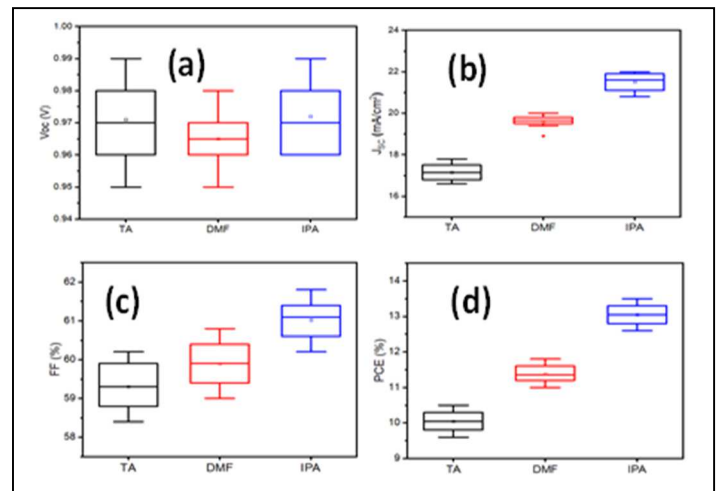 (a)
Voc (V)
1.00
0.99
0.98
0.97
0.96
0.95
0.94
TA DMF IPA
(b)
J_SC (mA/cm²)
24
22
20
18
16
TA DMF IPA
(c)
FF (%)
62
61
60
59
58
TA DMF IPA
(d)
PCE (%)
14
13
12
11
10
9
TA DMF IPA